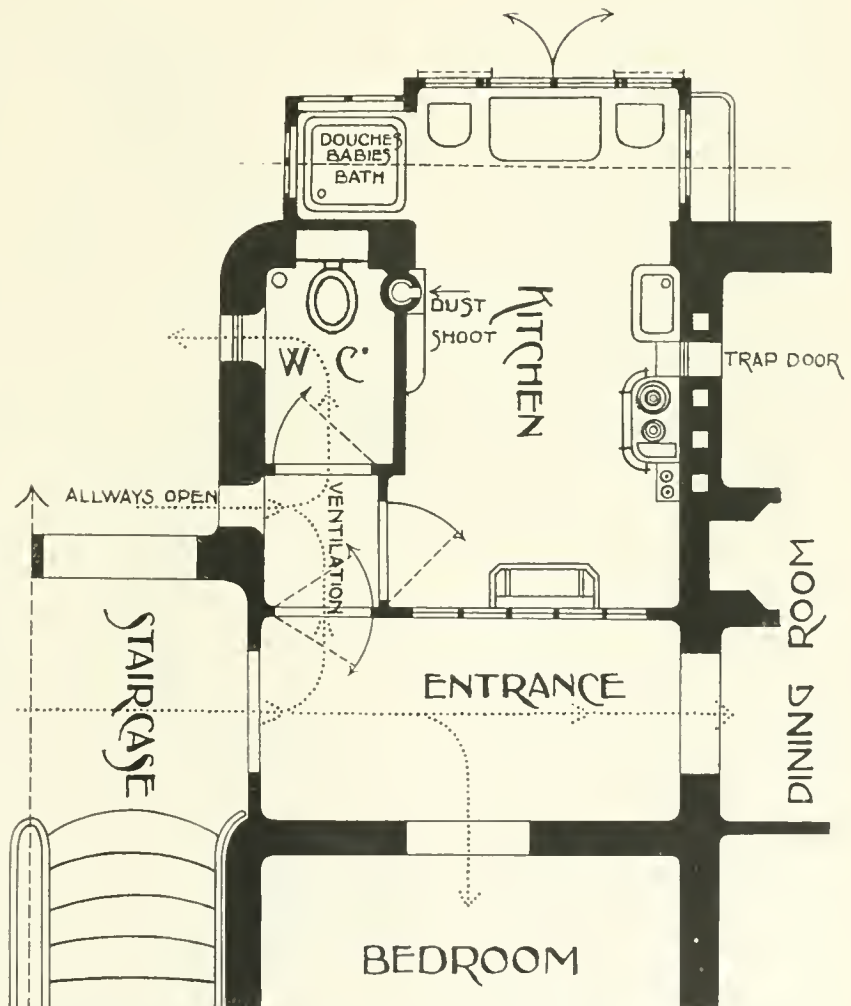 DOUCHES
BABIES
BATH
DUST
SHOOT
KITCHEN
W C.
TRAP DOOR
ALLWAYS OPEN
VENTILATION
STAIRCASE
ENTRANCE
DINING ROOM
BEDROOM